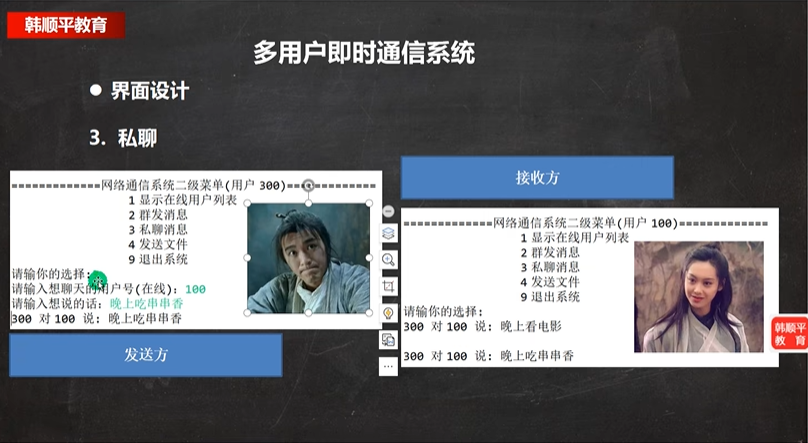 韩顺平教育
多用户即时通信系统
● 界面设计
3. 私聊
==============网络通信系统二级菜单(用户 300)==============
1 显示在线用户列表
2 群发消息
3 私聊消息
4 发送文件
9 退出系统
请输你的选择:
请输入想聊天的用户号(在线): 100
请输入想说的话: 晚上吃串串香
300 对 100 说: 晚上吃串串香
发送方
接收方
==============网络通信系统二级菜单(用户 100)==============
1 显示在线用户列表
2 群发消息
3 私聊消息
4 发送文件
9 退出系统
请输你的选择:
300 对 100 说: 晚上看电影
300 对 100 说: 晚上吃串串香
韩顺平
教 育